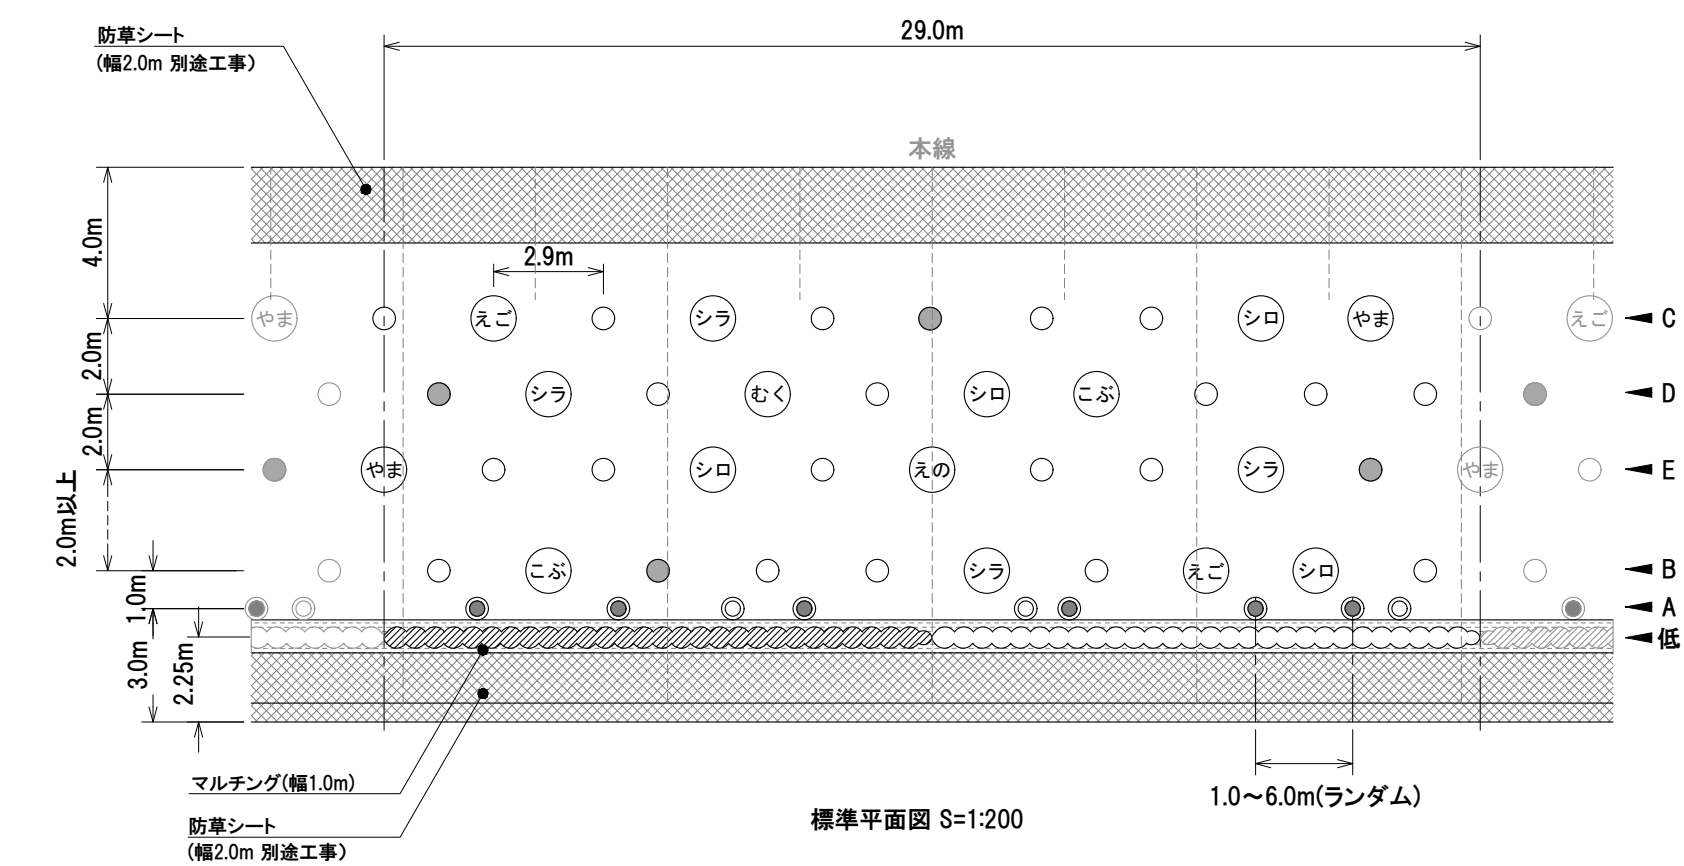 防草シート
(幅2.0m 別途工事)
29.0m
本線
4.0m
2.9m
やま
えご
シラ
シロ
やま
えご
C
2.0m
シラ
むく
シロ
こぶ
D
2.0m
やま
シロ
えの
シラ
やま
E
2.0m以上
こぶ
シラ
えご
シロ
B
1.0m
A
低
3.0m
2.25m
マルチング(幅1.0m)
1.0～6.0m(ランダム)
標準平面図 S=1:200
防草シート
(幅2.0m 別途工事)